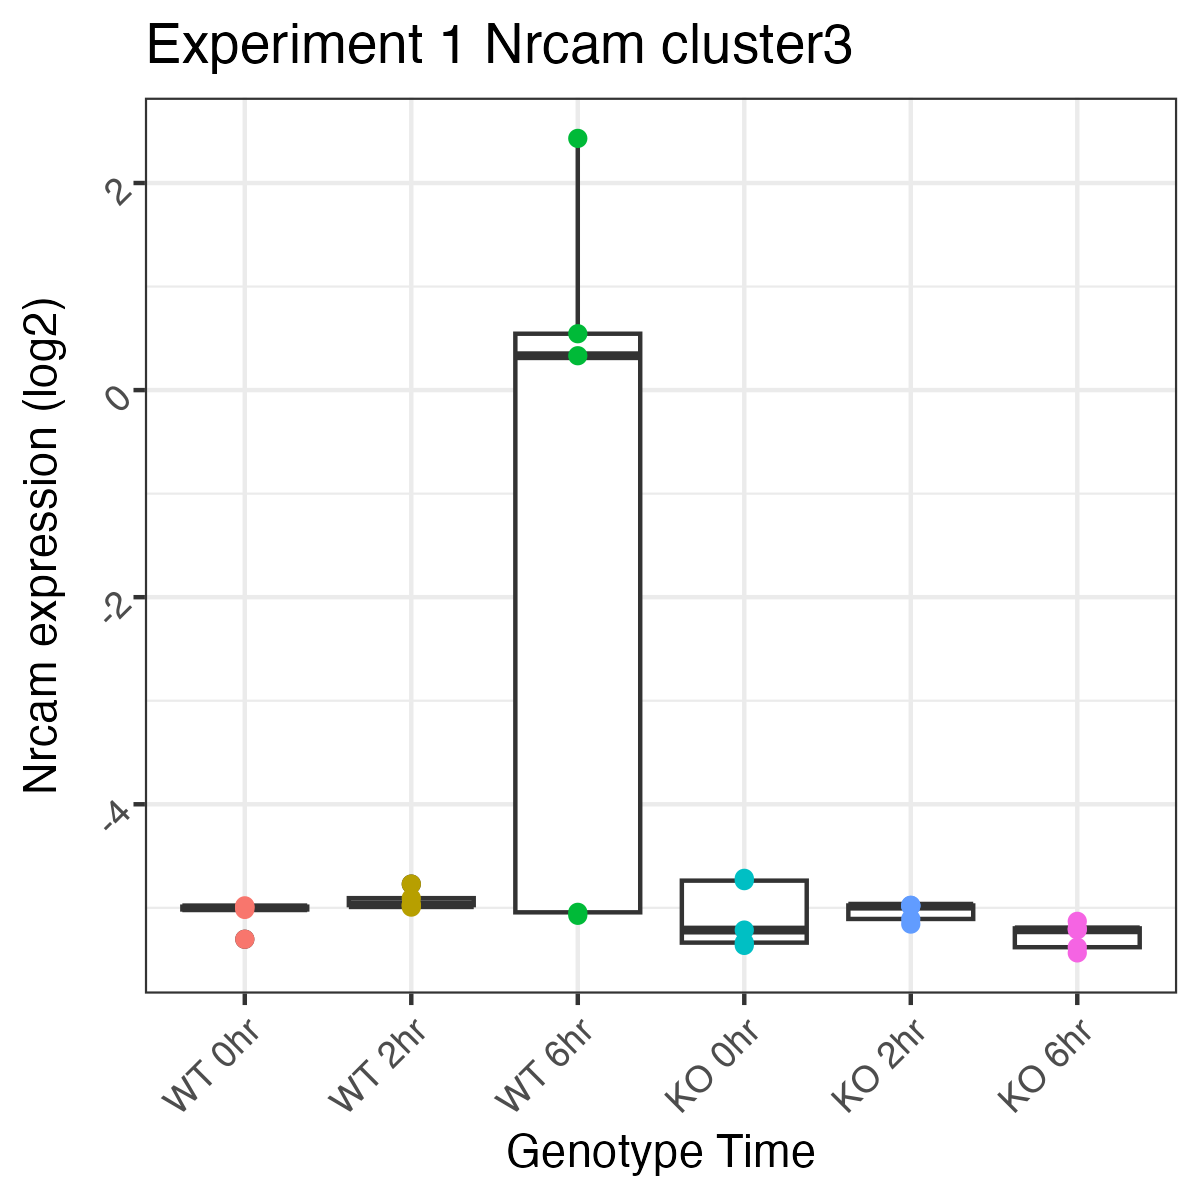 Experiment 1 Nrcam cluster3
Nrcam expression (log2)
2
0
-2
-4
WT 0hr
WT 2hr
WT 6hr
KO 0hr
KO 2hr
KO 6hr
Genotype Time